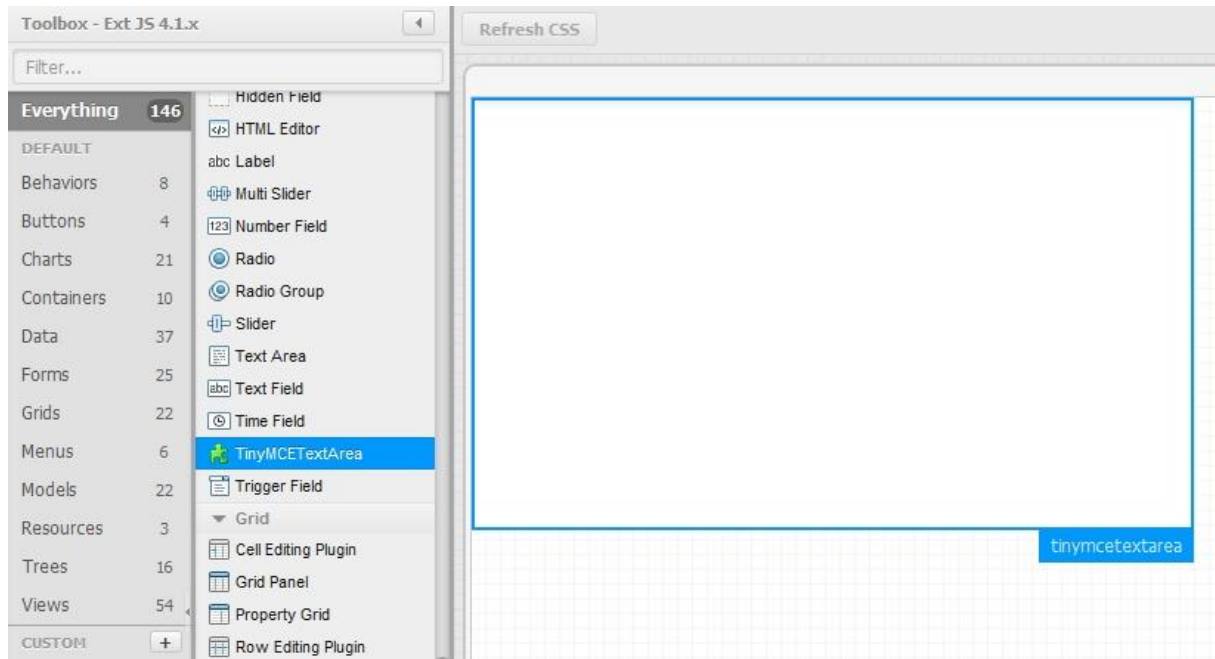 Toolbox - Ext JS 4.1.x
Refresh CSS
Filter...
Everything 146
DEFAULT
Behaviors 8
Buttons 4
Charts 21
Containers 10
Data 37
Forms 25
Grids 22
Menus 6
Models 22
Resources 3
Trees 16
Views 54
CUSTOM +
Hidden Field
</> HTML Editor
abc Label
Multi Slider
123 Number Field
Radio
Radio Group
Slider
Text Area
abc Text Field
Time Field
TinyMCETextArea
Trigger Field
Grid
Cell Editing Plugin
Grid Panel
Property Grid
Row Editing Plugin
tinymcetextarea